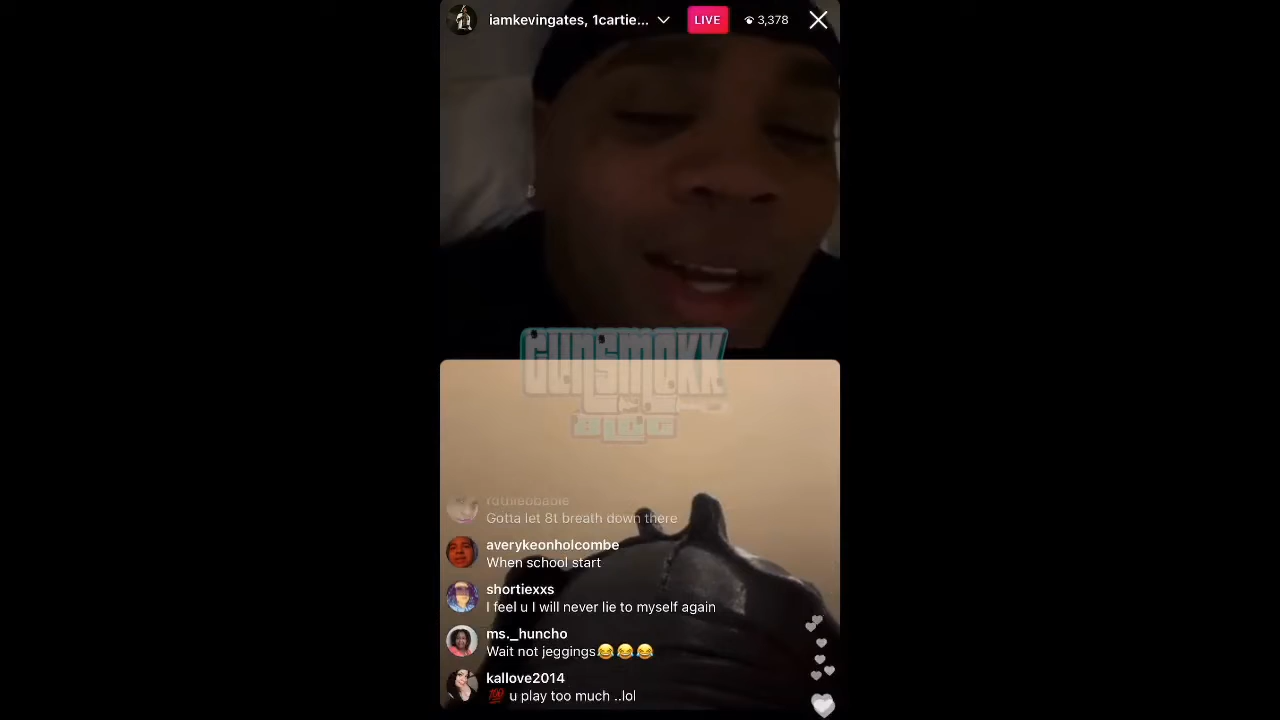 iamkevingates, 1cartie...
LIVE
3,378
GUNSMOKK
Gotta let 8t breath down there
averykeonholcombe
When school start
shortiexxs
I feel u I will never lie to myself again
ms._huncho
Wait not jeggings😂😂😂
kallove2014
💯 u play too much ..lol